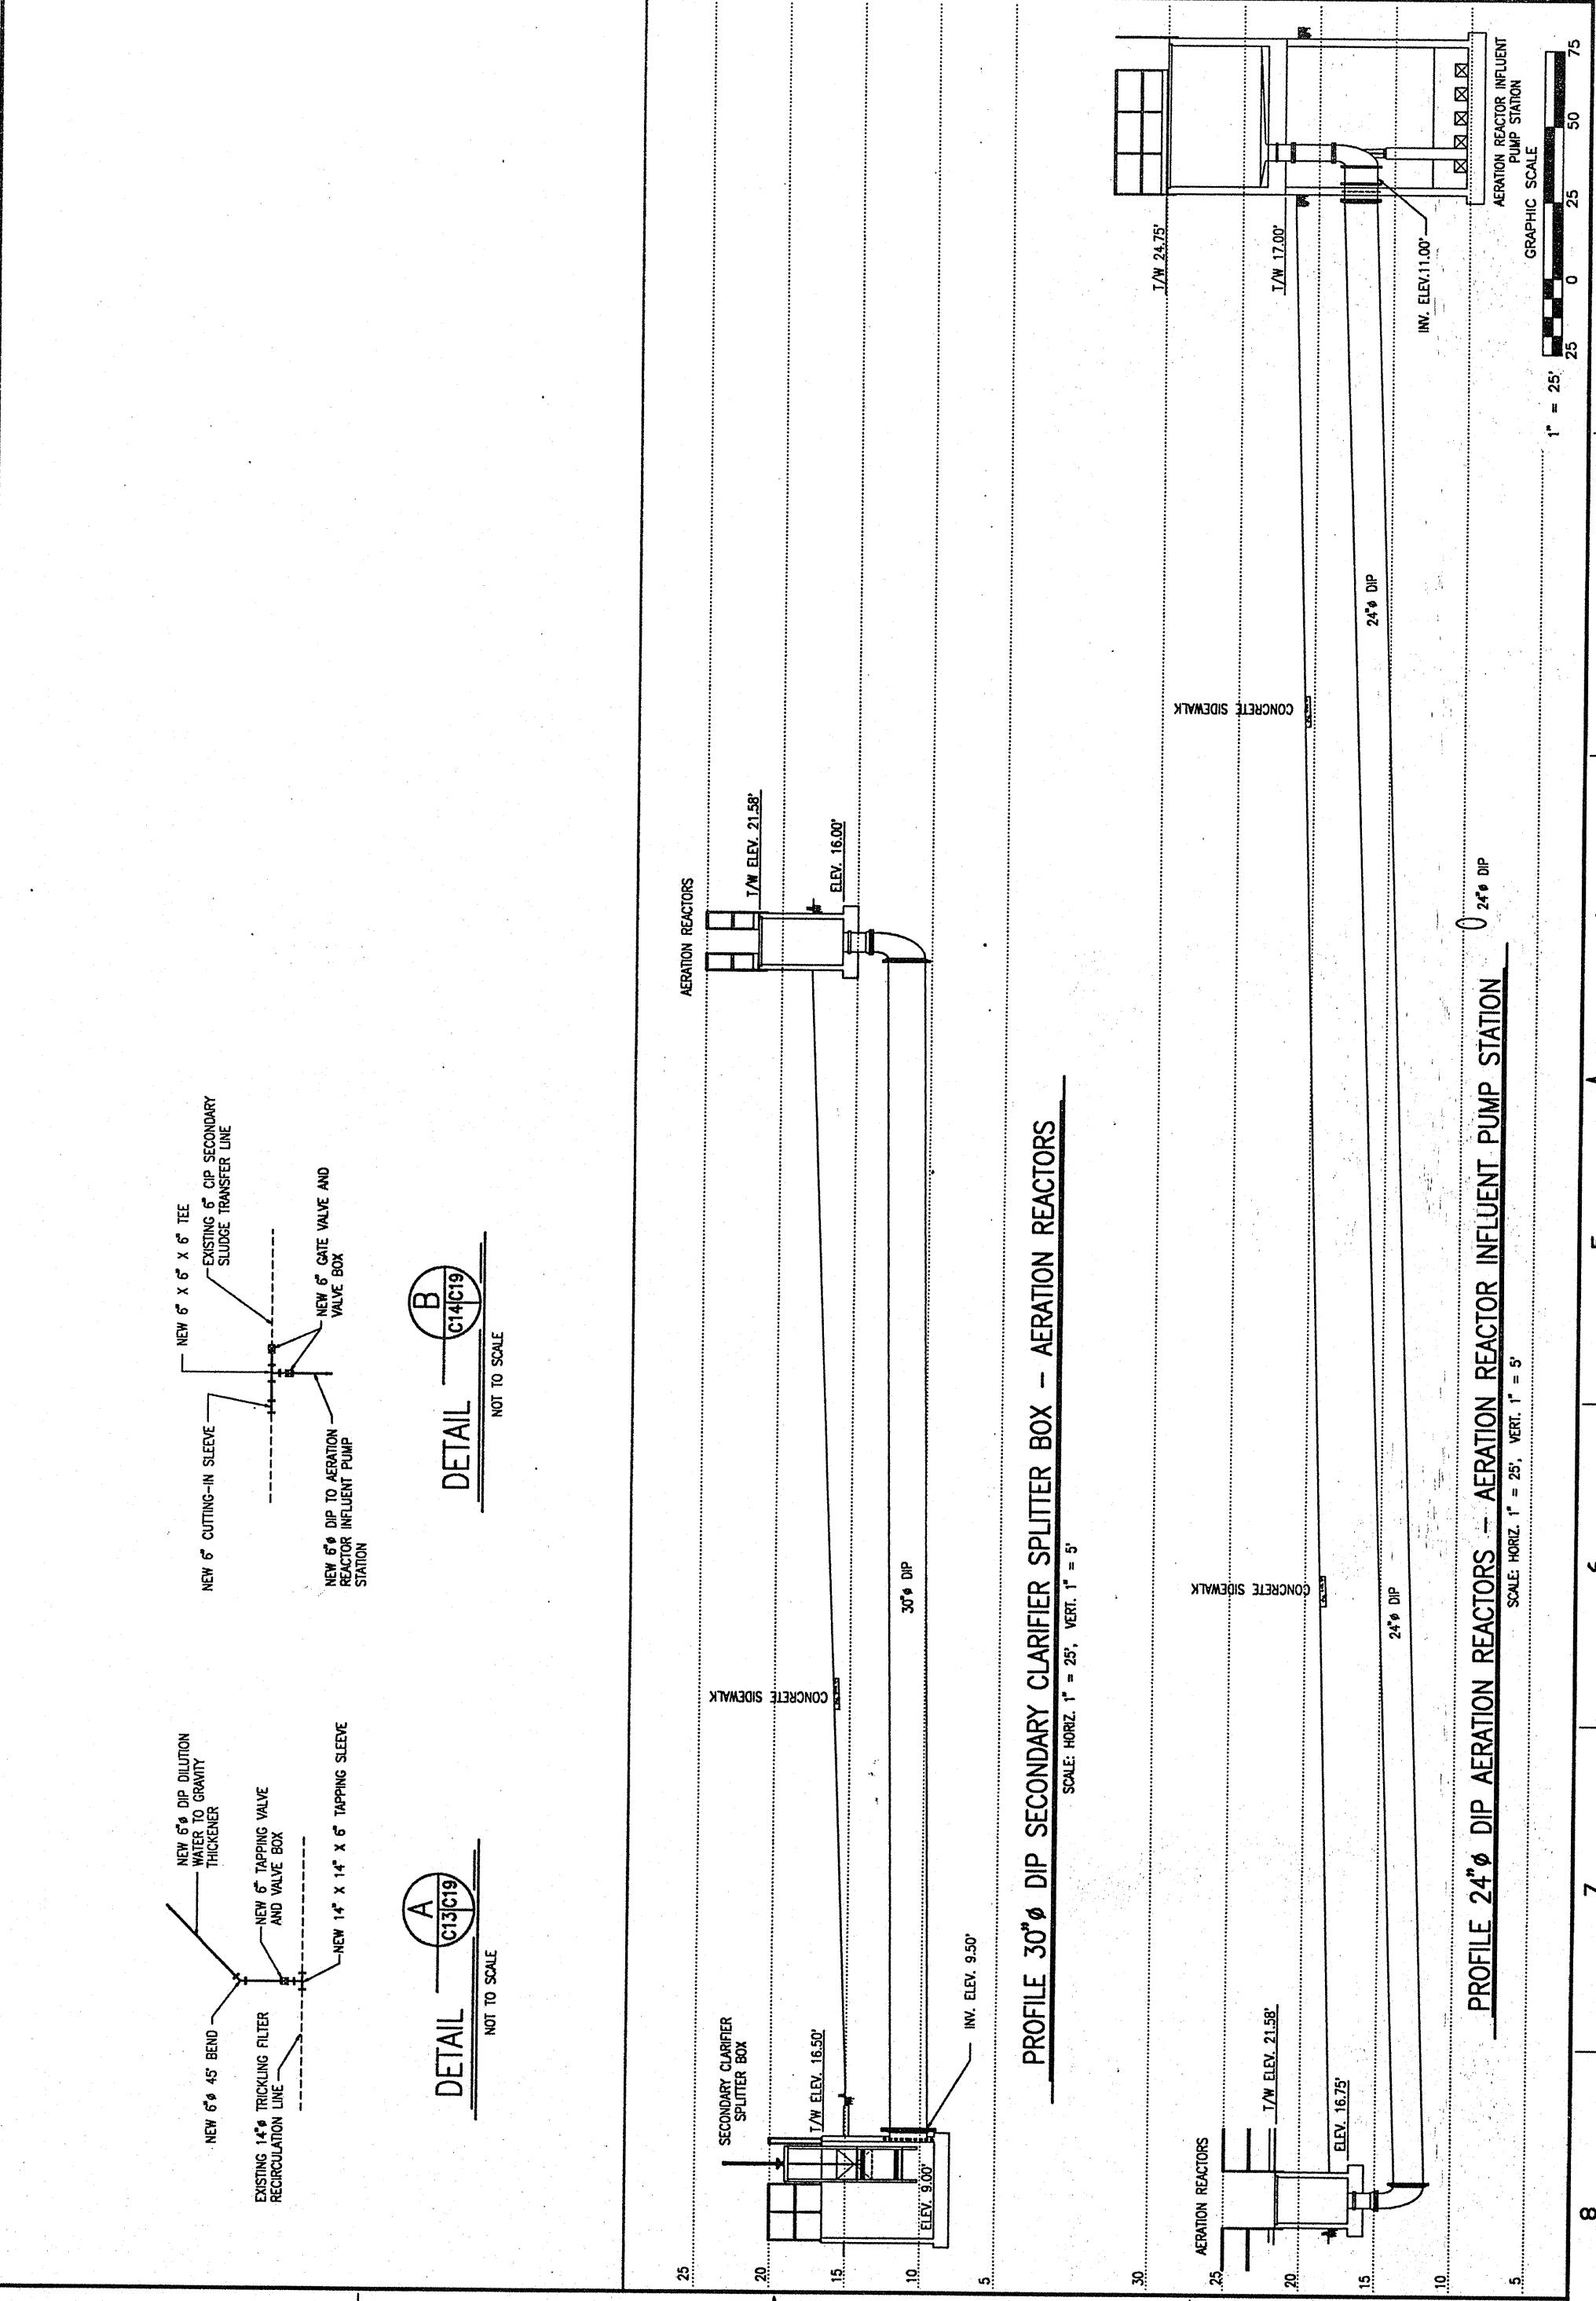 NEW 6"ø 45° BEND
NEW 6"ø DIP DILUTION
WATER TO GRAVITY
THICKENER
EXISTING 14"ø TRICKLING FILTER
RECIRCULATION LINE
NEW 6" TAPPING VALVE
AND VALVE BOX
NEW 14" X 14" X 6" TAPPING SLEEVE
DETAIL
A
C13 C19
NOT TO SCALE
NEW 6" CUTTING-IN SLEEVE
NEW 6" X 6" X 6" TEE
EXISTING 6" CIP SECONDARY
SLUDGE TRANSFER LINE
NEW 6"ø DIP TO AERATION
REACTOR INFLUENT PUMP
STATION
NEW 6" GATE VALVE AND
VALVE BOX
DETAIL
B
C14 C19
NOT TO SCALE
25
20
15
10
5
SECONDARY CLARIFIER
SPLITTER BOX
T/W ELEV. 16.50'
ELEV. 9.00'
INV. ELEV. 9.50'
CONCRETE SIDEWALK
30"ø DIP
AERATION REACTORS
T/W ELEV. 21.58'
ELEV. 16.00'
PROFILE 30"ø DIP SECONDARY CLARIFIER SPLITTER BOX - AERATION REACTORS
SCALE: HORIZ. 1" = 25', VERT. 1" = 5'
30
25
20
15
10
5
AERATION REACTORS
T/W ELEV. 21.58'
ELEV. 16.75'
CONCRETE SIDEWALK
24"ø DIP
CONCRETE SIDEWALK
24"ø DIP
24"ø DIP
T/W 24.75'
T/W 17.00'
INV. ELEV.11.00'
AERATION REACTOR INFLUENT
PUMP STATION
PROFILE 24"ø DIP AERATION REACTORS - AERATION REACTOR INFLUENT PUMP STATION
SCALE: HORIZ. 1" = 25', VERT. 1" = 5'
GRAPHIC SCALE
1" = 25'
25 0 25 50 75
8
7